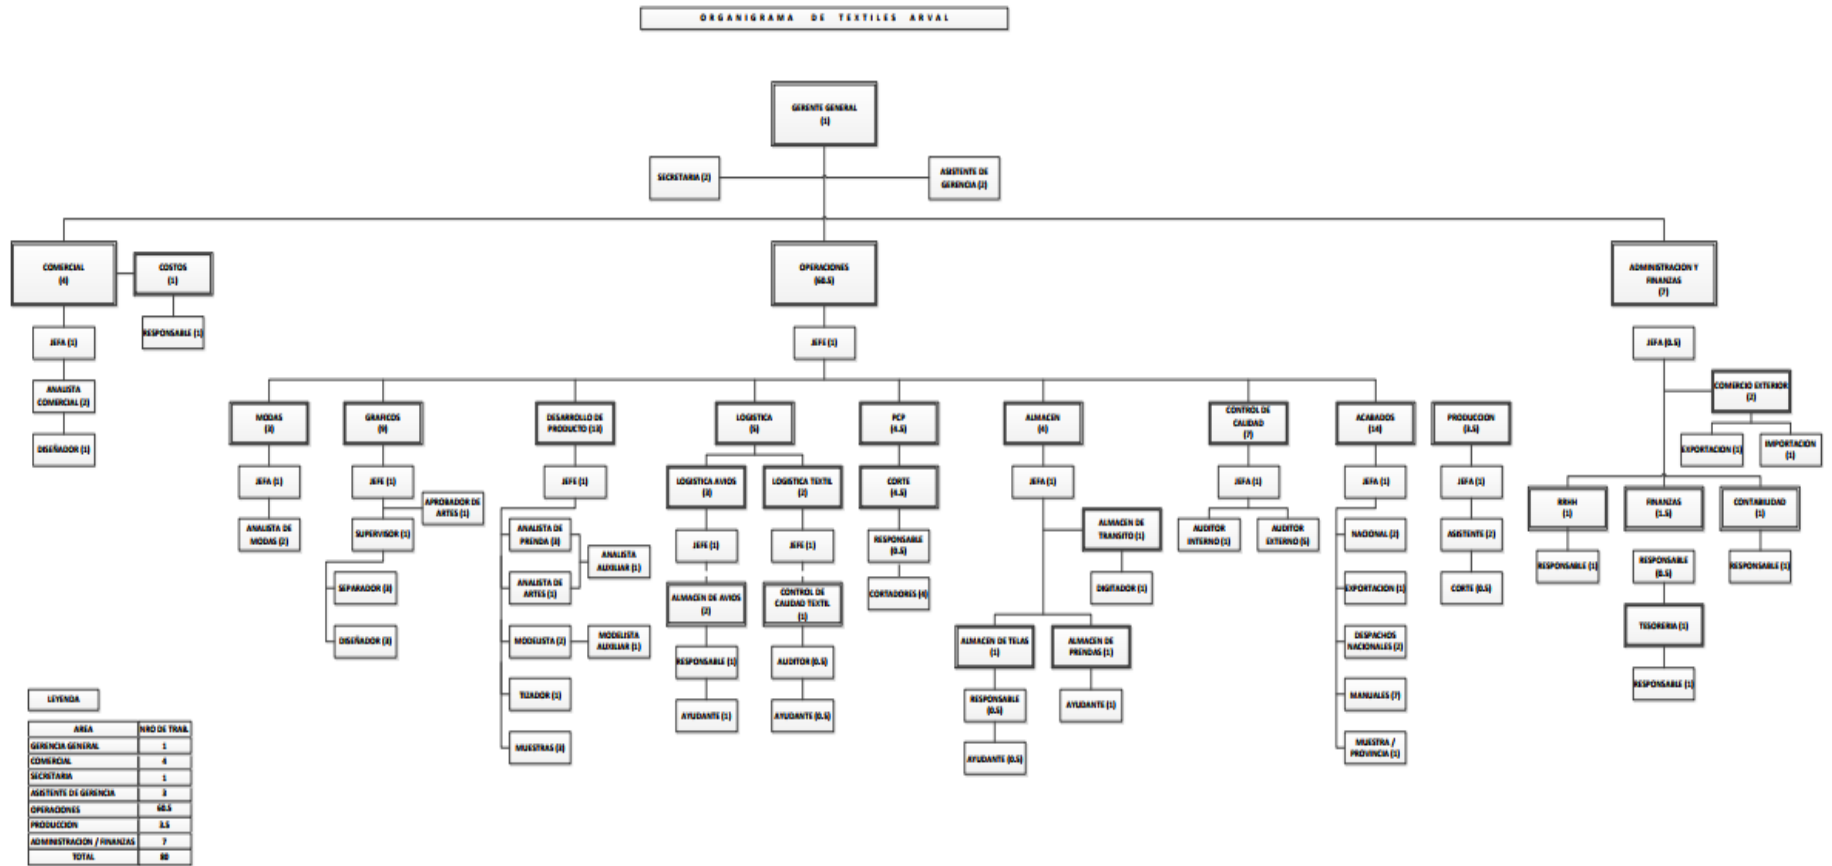 ORGANIGRAMA DE TEXTILES ARVAL
GERENTE GENERAL
(1)
SECRETARIA (2)
ASISTENTE DE
GERENCIA (2)
COMERCIAL
(4)
COSTOS
(1)
OPERACIONES
(60.5)
ADMINISTRACION Y
FINANZAS
(7)
RESPONSABLE (1)
JEFA (1)
JEFE (1)
JEFA (0.5)
ANALISTA
COMERCIAL (2)
DISEÑADOR (1)
COMERCIO EXTERIOR
(2)
EXPORTACION (1)
IMPORTACION
(1)
MODAS
(3)
JEFA (1)
ANALISTA DE
MODAS (2)
GRAFICOS
(9)
JEFE (1)
APROBADOR DE
ARTES (1)
SUPERVISOR (1)
SEPARADOR (3)
DISEÑADOR (3)
DESARROLLO DE
PRODUCTO (13)
JEFE (1)
ANALISTA DE
PRENDA (3)
ANALISTA
AUXILIAR (1)
ANALISTA DE
ARTES (1)
MODELISTA (2)
MODELISTA
AUXILIAR (1)
TIZADOR (1)
MUESTRAS (3)
LOGISTICA
(5)
LOGISTICA AVIOS
(3)
JEFE (1)
ALMACEN DE AVIOS
(2)
RESPONSABLE (1)
AYUDANTE (1)
LOGISTICA TEXTIL
(2)
JEFE (1)
CONTROL DE
CALIDAD TEXTIL
(1)
AUDITOR (0.5)
AYUDANTE (0.5)
PCP
(4.5)
CORTE
(4.5)
RESPONSABLE
(0.5)
CORTADORES (4)
ALMACEN
(4)
JEFA (1)
ALMACEN DE
TRANSITO (1)
DIGITADOR (1)
ALMACEN DE TELAS
(1)
RESPONSABLE
(0.5)
AYUDANTE (0.5)
ALMACEN DE
PRENDAS (1)
AYUDANTE (1)
CONTROL DE
CALIDAD
(7)
JEFA (1)
AUDITOR
INTERNO (1)
AUDITOR
EXTERNO (5)
ACABADOS
(14)
JEFA (1)
NACIONAL (2)
EXPORTACION (1)
DESPACHOS
NACIONALES (2)
MANUALES (7)
MUESTRA /
PROVINCIA (1)
PRODUCCION
(3.5)
JEFA (1)
ASISTENTE (2)
CORTE (0.5)
RRHH
(1)
RESPONSABLE (1)
FINANZAS
(1.5)
RESPONSABLE
(0.5)
TESORERIA (1)
RESPONSABLE (1)
CONTABILIDAD
(1)
RESPONSABLE (1)
LEYENDA
AREA NRO DE TRAB.
GERENCIA GENERAL 1
COMERCIAL 4
SECRETARIA 1
ASISTENTE DE GERENCIA 3
OPERACIONES 60.5
PRODUCCION 3.5
ADMINISTRACION / FINANZAS 7
TOTAL 80